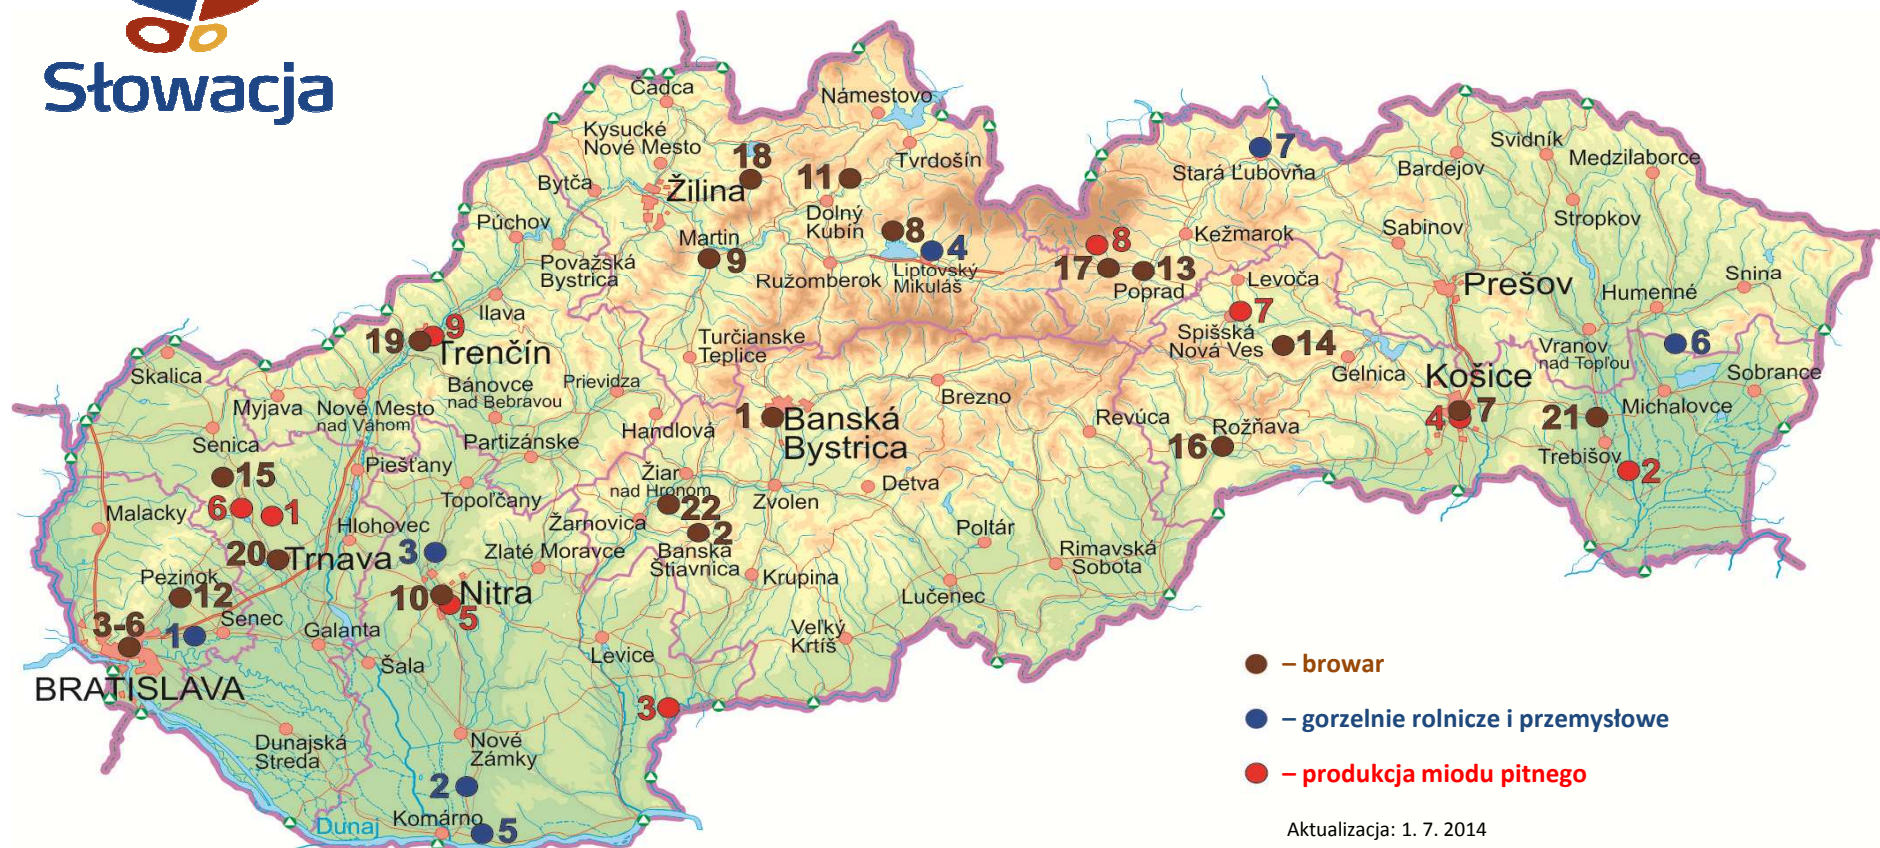 Słowacja
Čadca
Námestovo
Kysucké
Nové Mesto
Tvrdošín
18
11
7
Stará Ľubovňa
Svidník
Bardejov
Medzilaborce
Bytča
Žilina
Dolný
Kubín
Stropkov
Púchov
Martin
8
4
8
Kežmarok
Sabinov
9
Považská
Bystrica
Ružomberok
Liptovský
Mikuláš
17
13
Poprad
Levoča
Prešov
Snina
Humenné
Ilava
7
19
9
Trenčín
Turčianske
Teplice
Spišská
Nová Ves
14
Gelnica
Vranov
nad Topľou
6
Skalica
Bánovce
nad Bebravou
Prievidza
Brezno
Košice
Sobrance
Myjava
Nové Mesto
nad Váhom
1
Banská
Bystrica
Revúca
4
7
21
Michalovce
Senica
Partizánske
Handlová
16
Rožňava
Trebišov
2
15
Piešťany
Žiar
nad Hronom
Topoľčany
Zvolen
Detva
6
1
Malacky
Hlohovec
22
Žarnovica
2
Banská
Štiavnica
Poltár
20
Trnava
3
Zlaté Moravce
Krupina
Rimavská
Sobota
Pezinok
12
10
Nitra
5
Lučenec
3-6
1
Senec
Galanta
Veľký
Krtíš
Šala
Levice
BRATISLAVA
– browar
3
– gorzelnie rolnicze i przemysłowe
Dunajská
Streda
Nové
Zámky
2
– produkcja miodu pitnego
Dunaj
Komárno
5
Aktualizacja: 1. 7. 2014